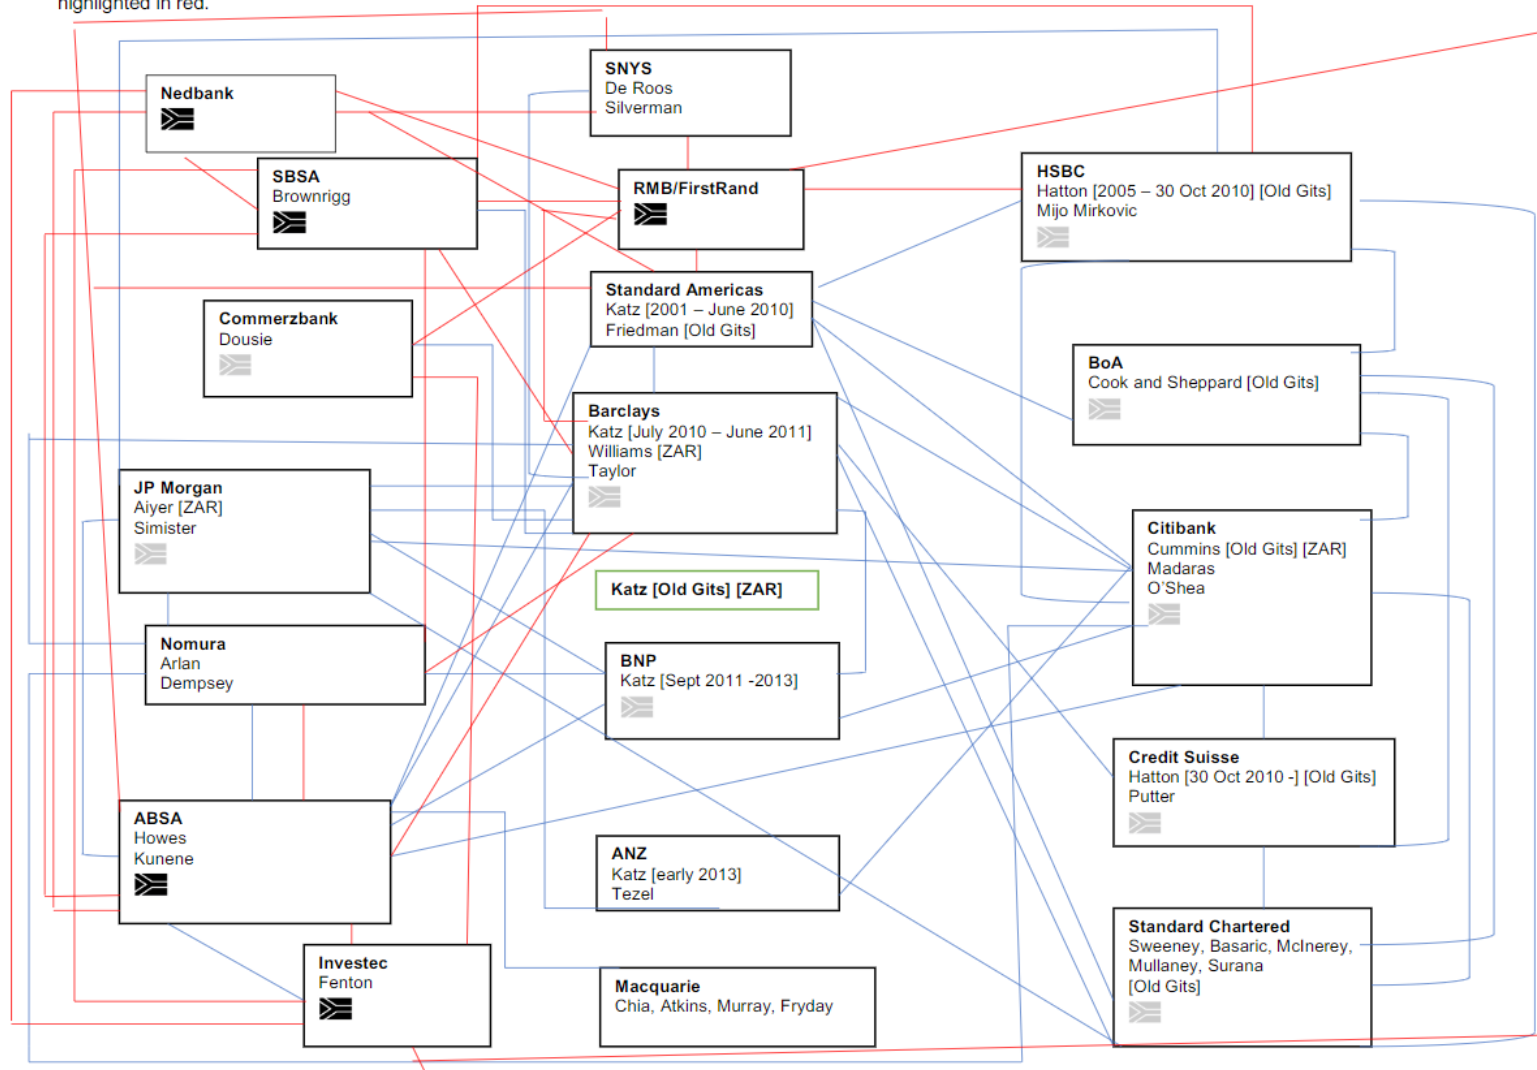 highlighted in red.
Nedbank
SNYS
De Roos
Silverman
SBSA
Brownrigg
RMB/FirstRand
HSBC
Hatton [2005 – 30 Oct 2010] [Old Gits]
Mijo Mirkovic
Standard Americas
Katz [2001 – June 2010]
Friedman [Old Gits]
Commerzbank
Dousie
BoA
Cook and Sheppard [Old Gits]
Barclays
Katz [July 2010 – June 2011]
Williams [ZAR]
Taylor
JP Morgan
Aiyer [ZAR]
Simister
Citibank
Cummins [Old Gits] [ZAR]
Madaras
O'Shea
Katz [Old Gits] [ZAR]
Nomura
Arlan
Dempsey
BNP
Katz [Sept 2011 -2013]
Credit Suisse
Hatton [30 Oct 2010 -] [Old Gits]
Putter
ABSA
Howes
Kunene
ANZ
Katz [early 2013]
Tezel
Standard Chartered
Sweeney, Basaric, McInerey,
Mullaney, Surana
[Old Gits]
Investec
Fenton
Macquarie
Chia, Atkins, Murray, Fryday